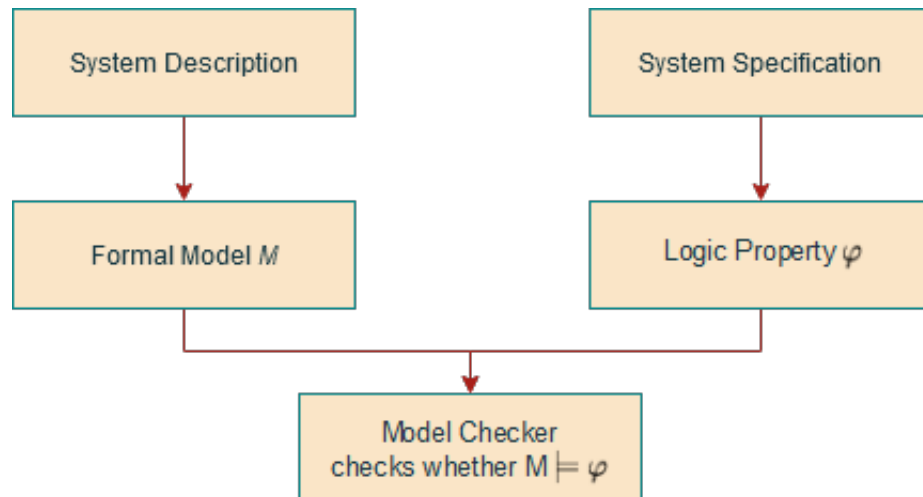 System Description
System Specification
Formal Model M
Logic Property φ
Model Checker
checks whether M ⊨ φ